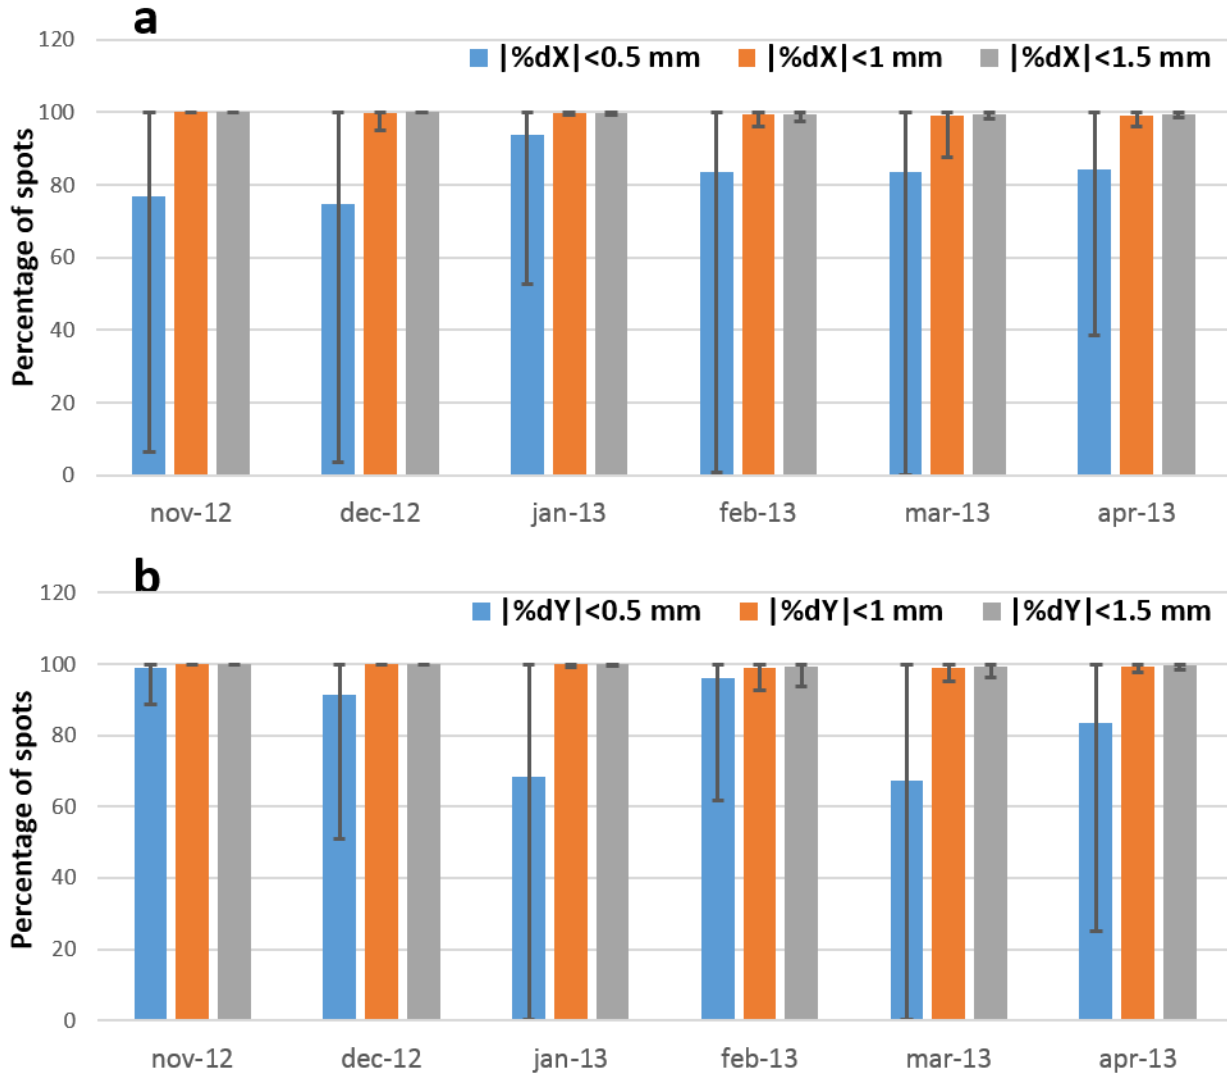 a
120
|%dX|<0.5 mm |%dX|<1 mm |%dX|<1.5 mm
100
80
60
40
20
0
Percentage of spots
nov-12 dec-12 jan-13 feb-13 mar-13 apr-13
b
120
|%dY|<0.5 mm |%dY|<1 mm |%dY|<1.5 mm
100
80
60
40
20
0
Percentage of spots
nov-12 dec-12 jan-13 feb-13 mar-13 apr-13